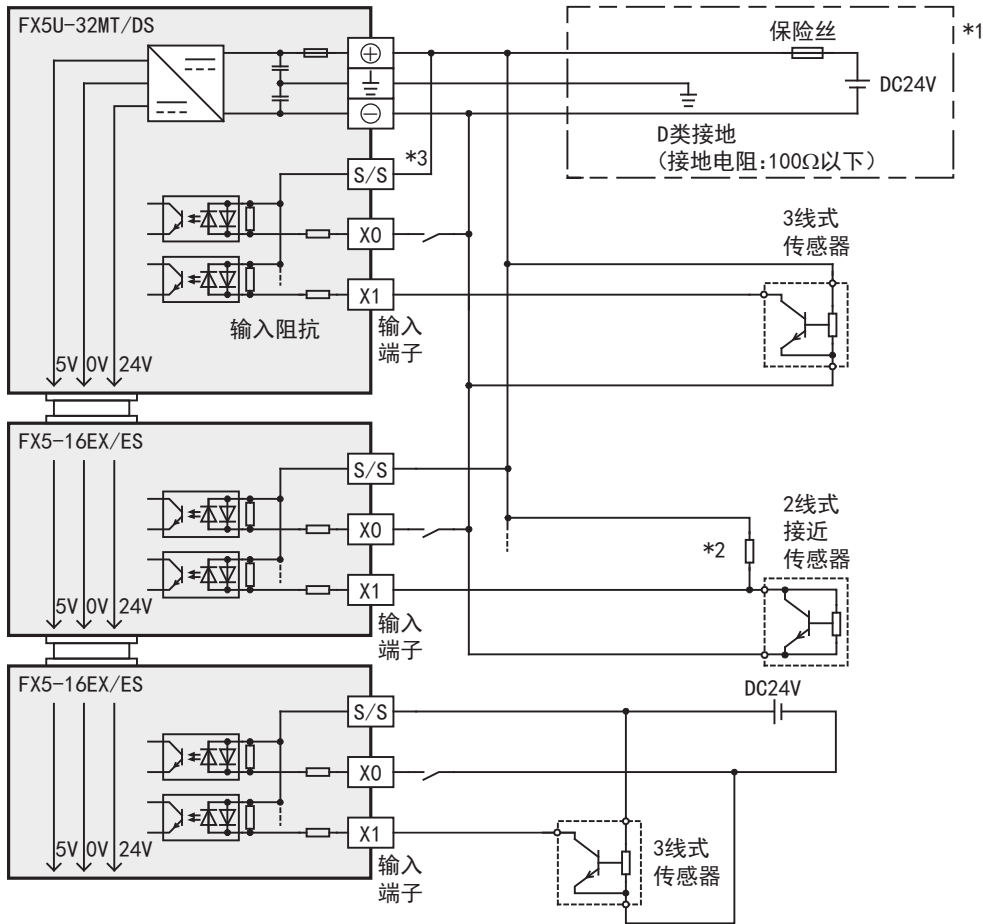 FX5U-32MT/DS
保险丝
*1
DC24V
D类接地
(接地电阻:100Ω以下)
*3
S/S
X0
X1
3线式
传感器
输入阻抗
输入
端子
5V 0V 24V
FX5-16EX/ES
S/S
X0
X1
2线式
接近
传感器
*2
输入
端子
5V 0V 24V
FX5-16EX/ES
DC24V
S/S
X0
X1
3线式
传感器
输入
端子
5V 0V 24V